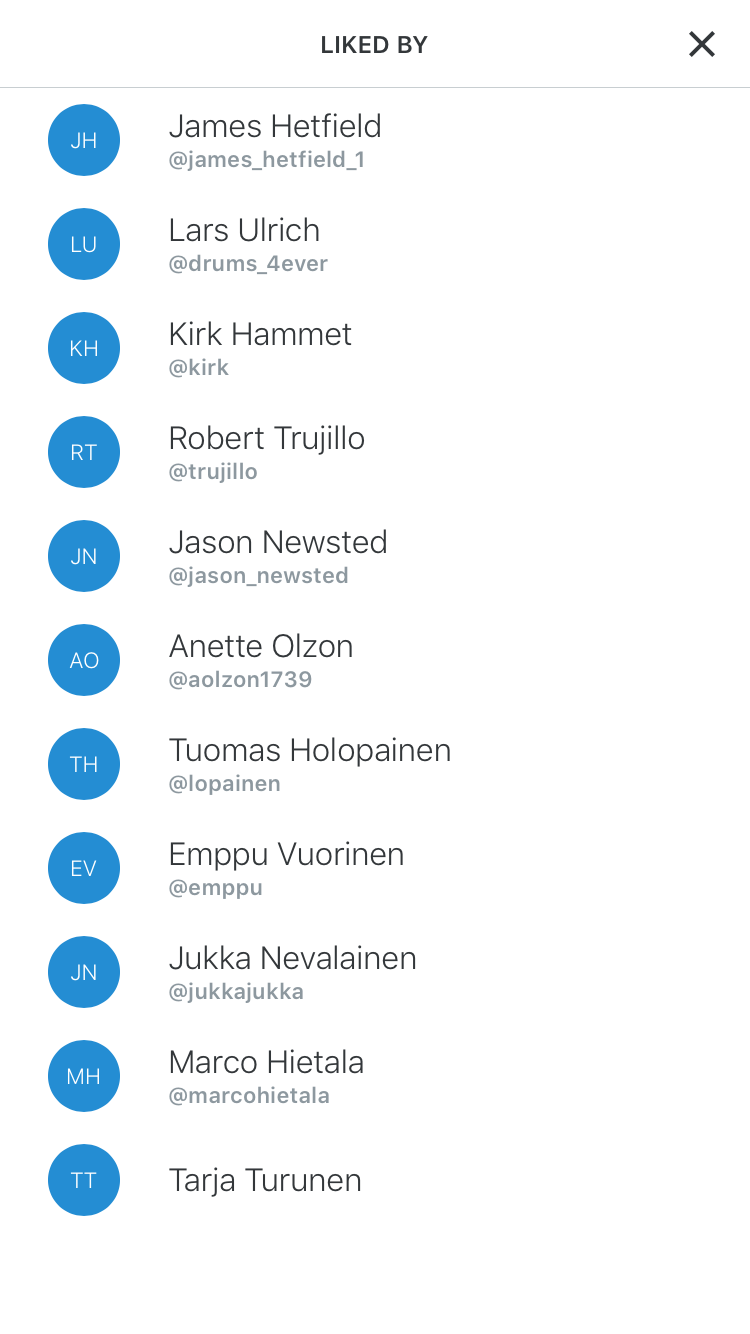 LIKED BY
JH
James Hetfield
@james_hetfield_1
LU
Lars Ulrich
@drums_4ever
KH
Kirk Hammet
@kirk
RT
Robert Trujillo
@trujillo
JN
Jason Newsted
@jason_newsted
AO
Anette Olzon
@aolzon1739
TH
Tuomas Holopainen
@lopainen
EV
Emppu Vuorinen
@emppu
JN
Jukka Nevalainen
@jukkajukka
MH
Marco Hietala
@marcohietala
TT
Tarja Turunen